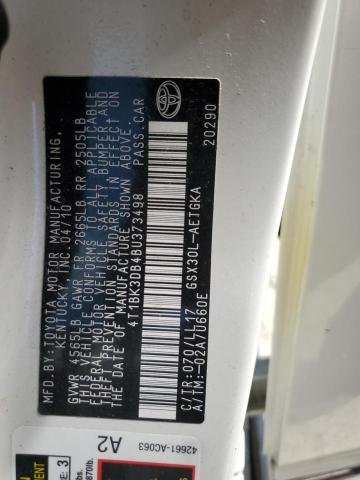 MFD. BY: TOYOTA MOTOR MANUFACTURING,
KENTUCKY, INC. 04/10
GVWR 4565LB GAWR FR 2665LB RR 2505LB
THIS VEHICLE CONFORMS TO ALL APPLICABLE
FEDERAL MOTOR VEHICLE SAFETY, BUMPER, AND
THEFT PREVENTION STANDARDS IN EFFECT ON
THE DATE OF MANUFACTURE SHOWN ABOVE.
4T1BK3DB4BU373498 PASS. CAR
C/TR:070/LL17 GSX30L-AETGKA
A/TM:-02A/U660E
20290
42661-AC063
A2
3
870lb.